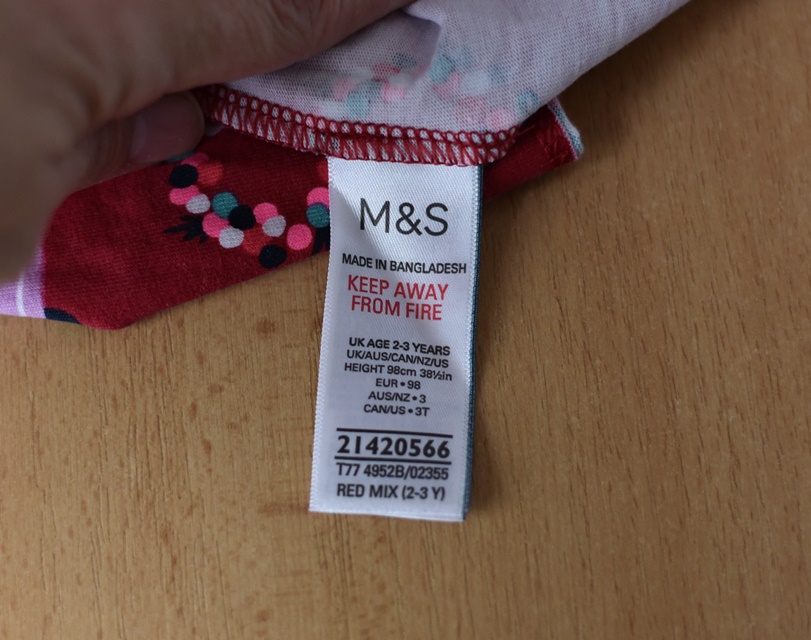 M&S
MADE IN BANGLADESH
KEEP AWAY
FROM FIRE
UK AGE 2-3 YEARS
UK/AUS/CAN/NZ/US
HEIGHT 98cm 38½in
EUR • 98
AUS/NZ • 3
CAN/US • 3T
21420566
T77 4952B/02355
RED MIX (2-3 Y)